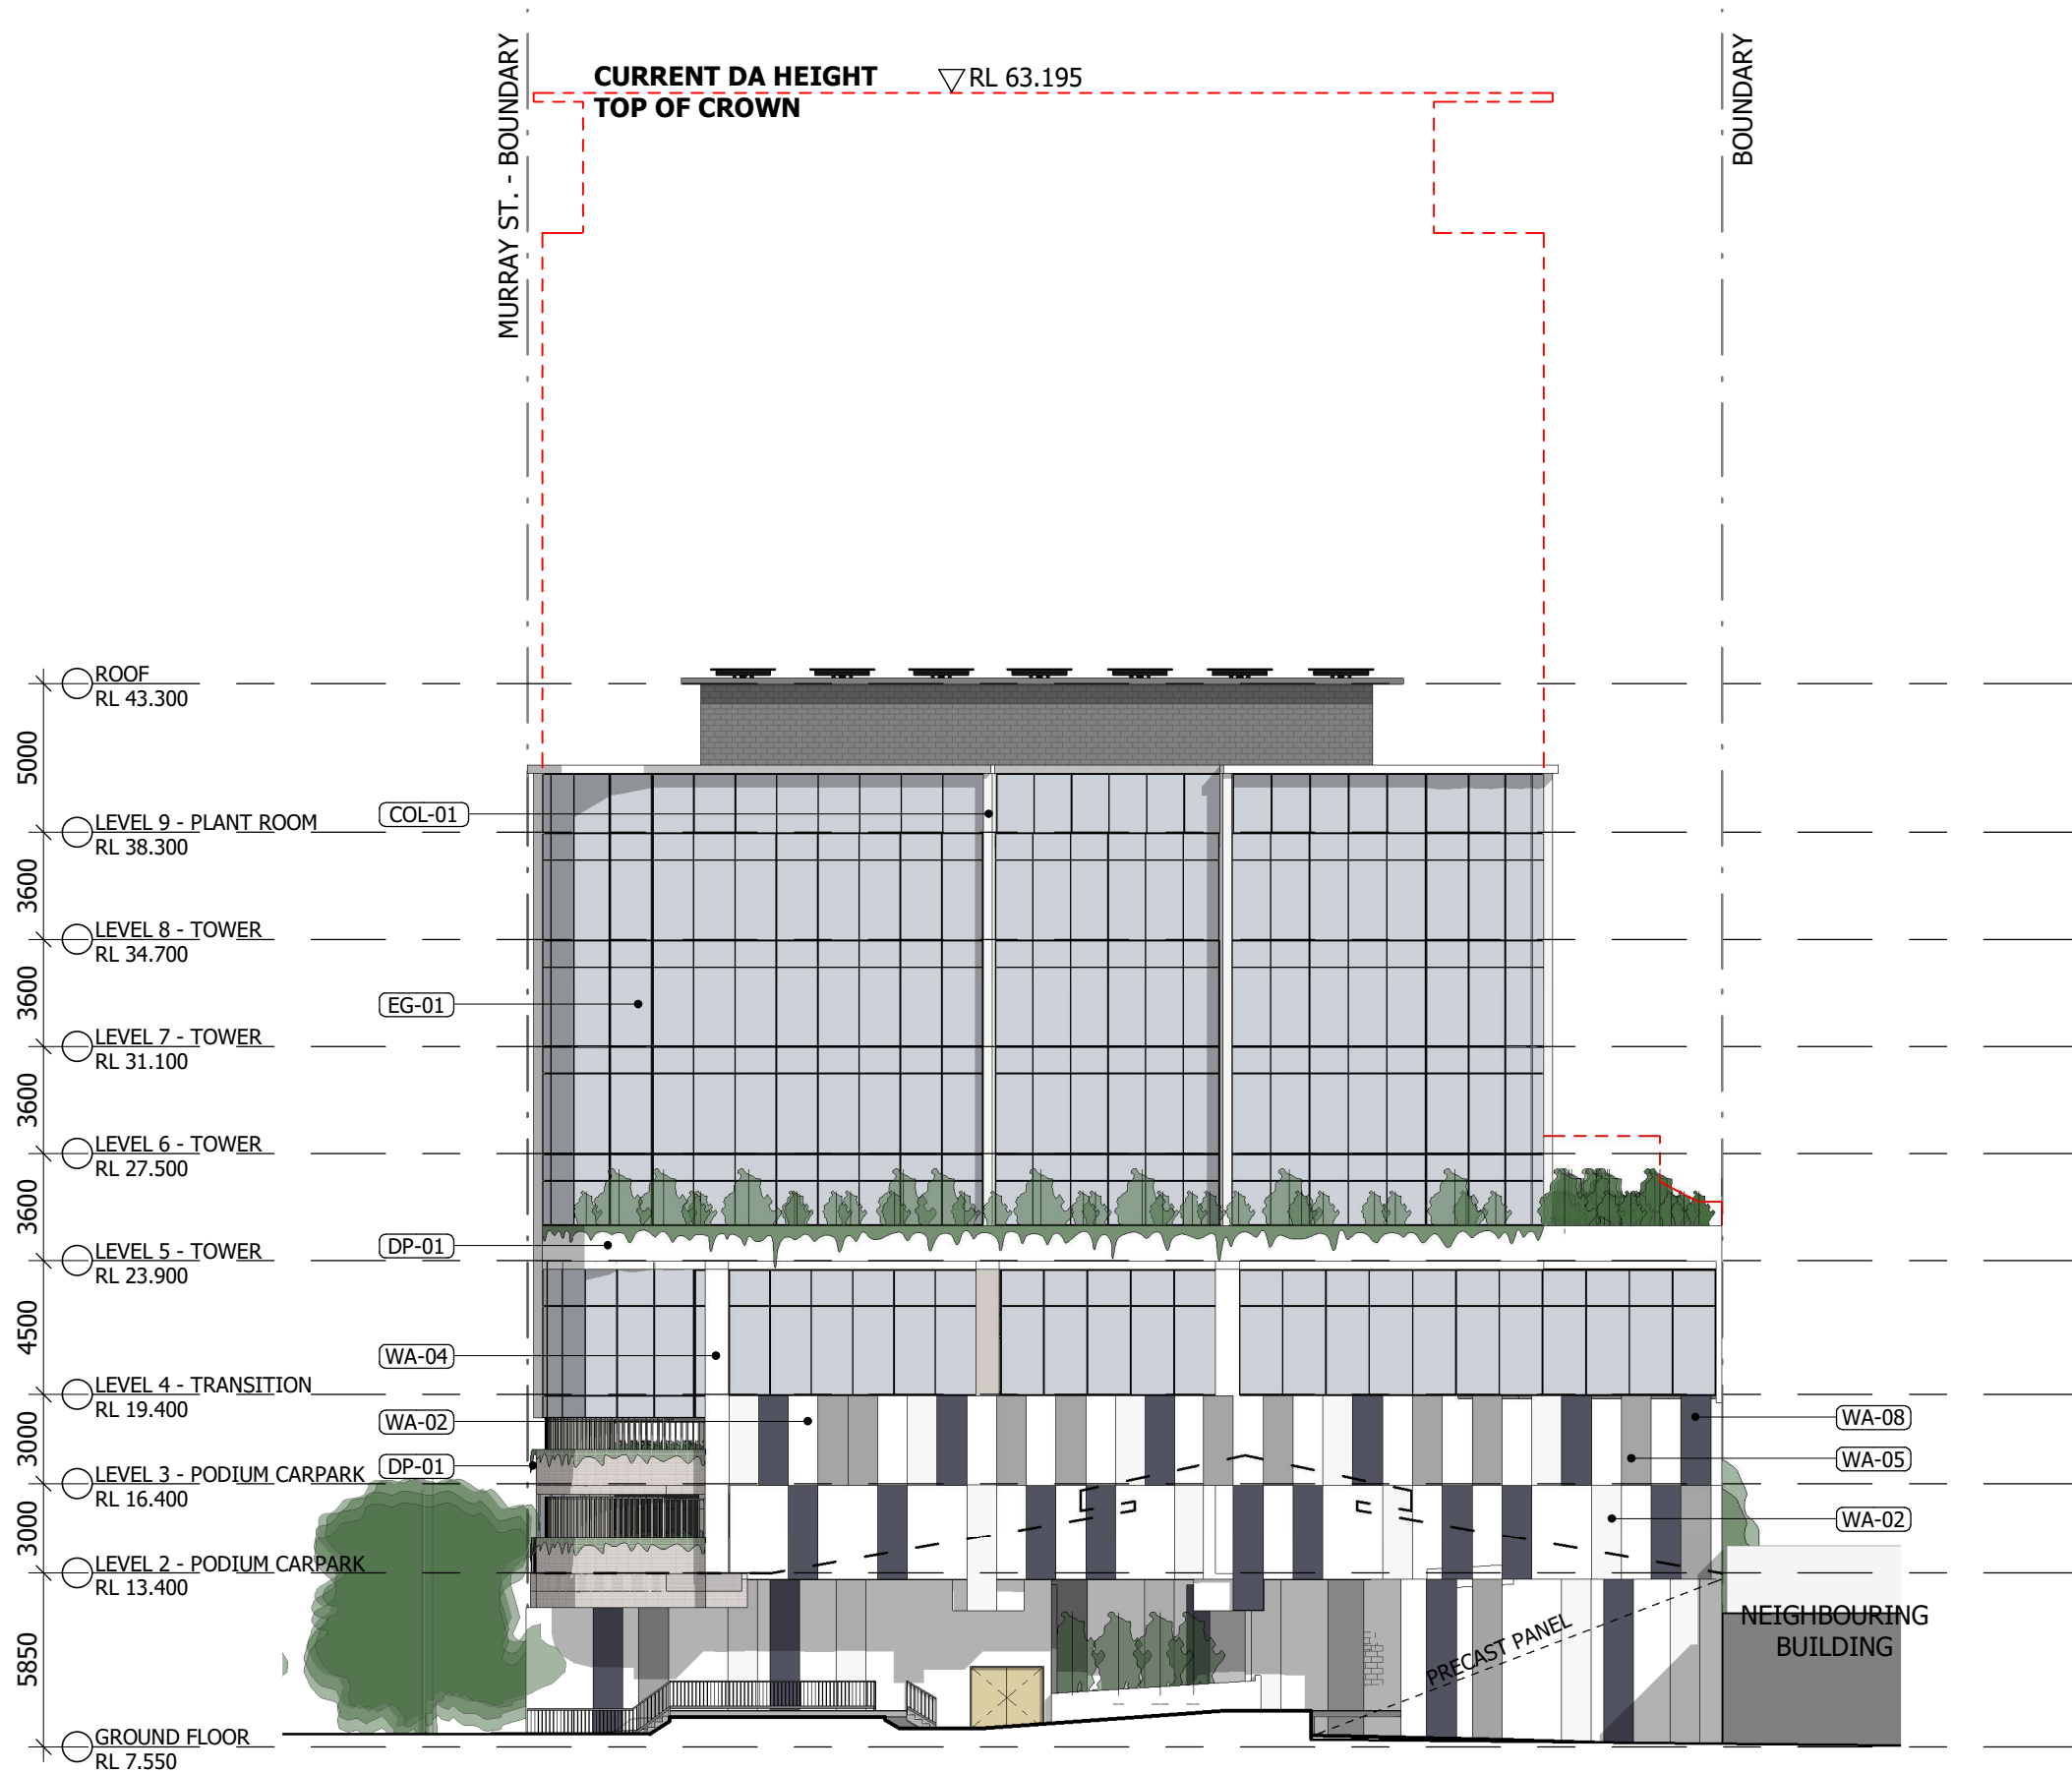 CURRENT DA HEIGHT
TOP OF CROWN
RL 63.195
MURRAY ST. - BOUNDARY
BOUNDARY
ROOF
RL 43.300
5000
LEVEL 9 - PLANT ROOM
RL 38.300
COL-01
3600
LEVEL 8 - TOWER
RL 34.700
3600
EG-01
LEVEL 7 - TOWER
RL 31.100
3600
LEVEL 6 - TOWER
RL 27.500
3600
DP-01
LEVEL 5 - TOWER
RL 23.900
4500
WA-04
LEVEL 4 - TRANSITION
RL 19.400
WA-02
WA-08
3000
DP-01
WA-05
LEVEL 3 - PODIUM CARPARK
RL 16.400
WA-02
3000
LEVEL 2 - PODIUM CARPARK
RL 13.400
5850
PRECAST PANEL
NEIGHBOURING
BUILDING
GROUND FLOOR
RL 7.550